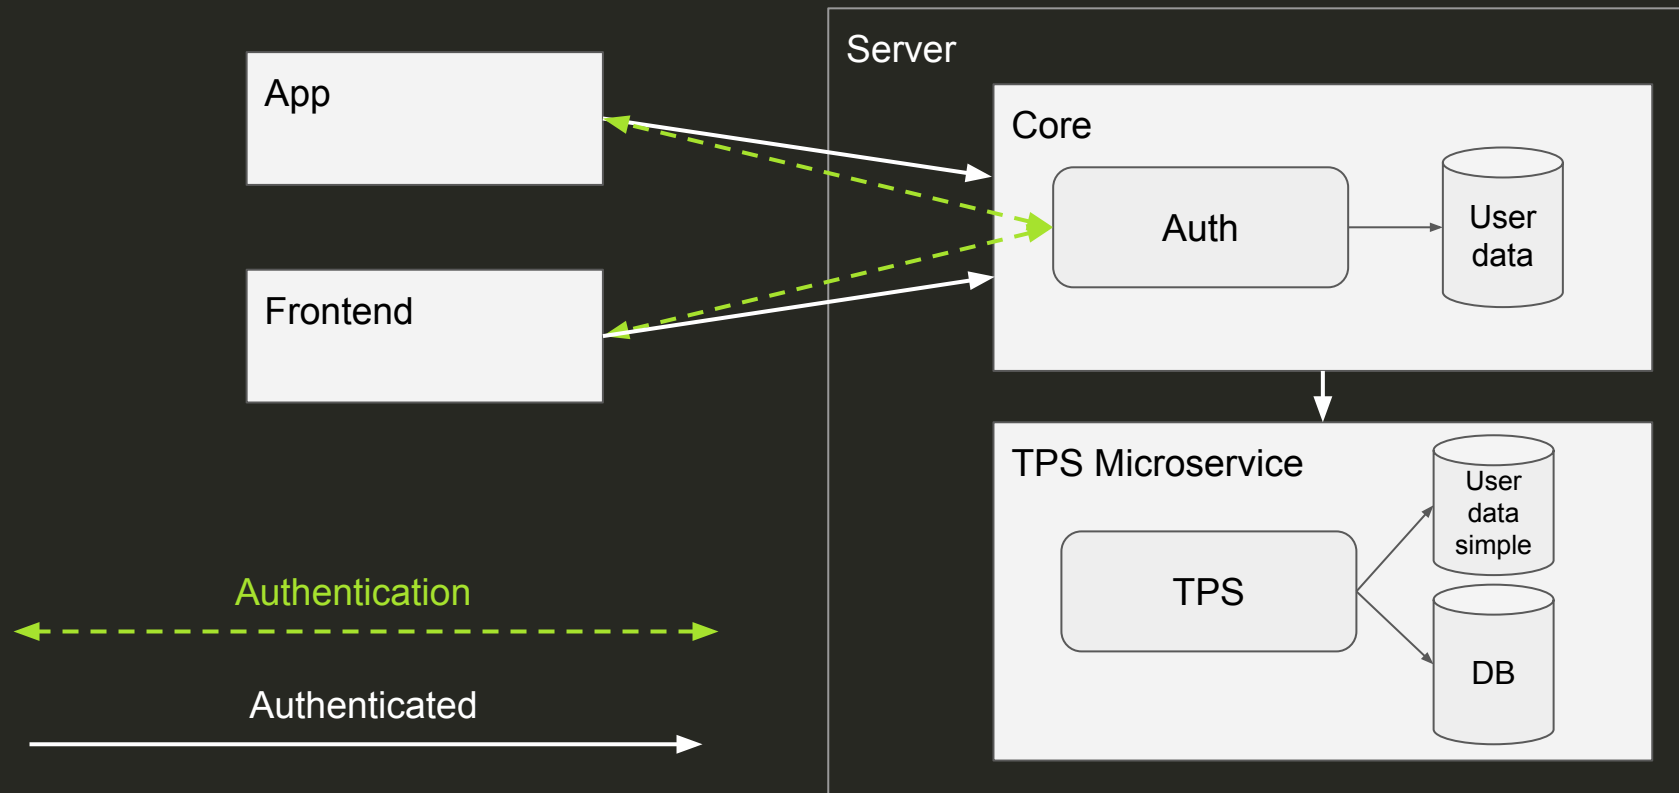 Server
App
Core
Auth
User
data
Frontend
TPS Microservice
User
data
simple
TPS
DB
Authentication
Authenticated